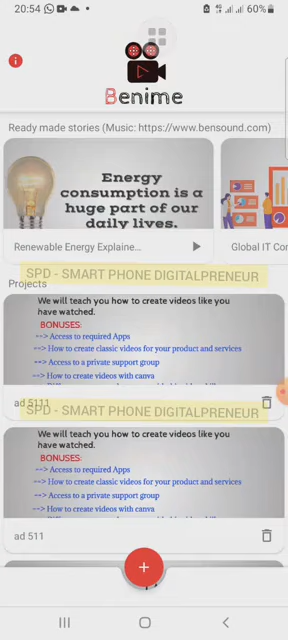 20:54
60%
Benime
Ready made stories (Music: https://www.bensound.com)
Energy
consumption is a
huge part of our
daily lives.
Renewable Energy Explaine...
Global IT Con
SPD - SMART PHONE DIGITALPRENEUR
Projects
We will teach you how to create videos like you
have watched.
BONUSES:
==> Access to required Apps
==> How to create classic videos for your product and services
==> Access to a private support group
==> How to create videos with canva
ad 5111
SPD - SMART PHONE DIGITALPRENEUR
We will teach you how to create videos like you
have watched.
BONUSES:
==> Access to required Apps
==> How to create classic videos for your product and services
==> Access to a private support group
==> How to create videos with canva
ad 511